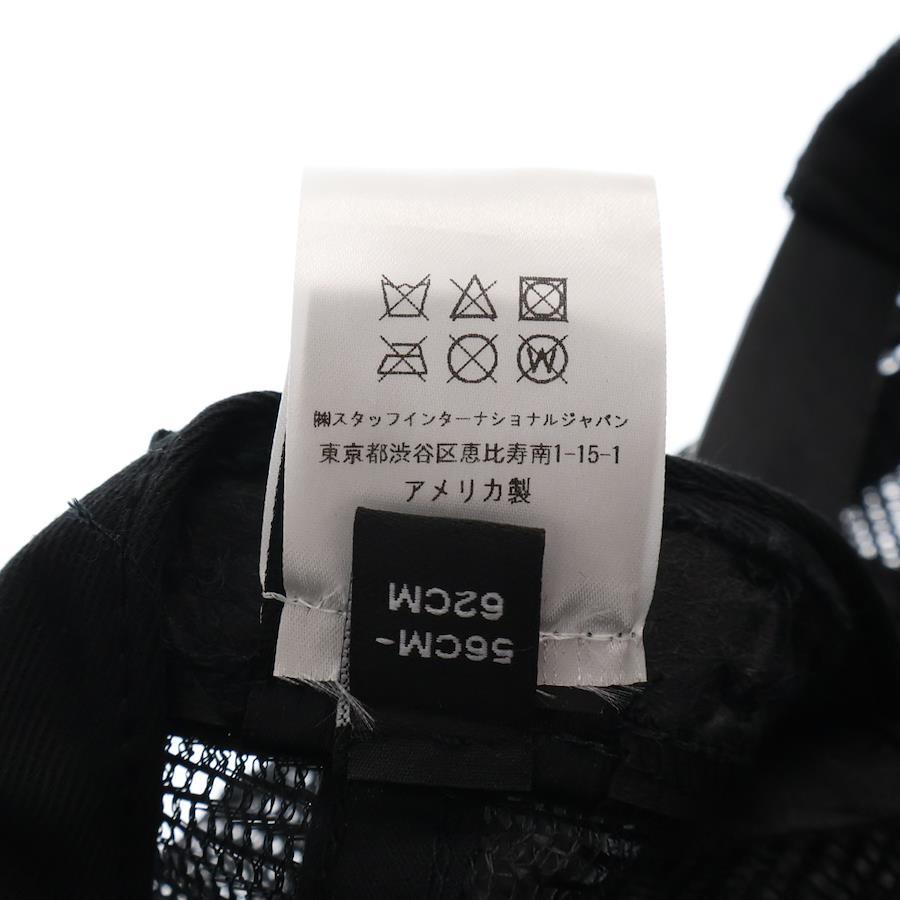 ㈱スタッフインターナショナルジャパン
東京都渋谷区恵比寿南1-15-1
アメリカ製
56CM-
62CM